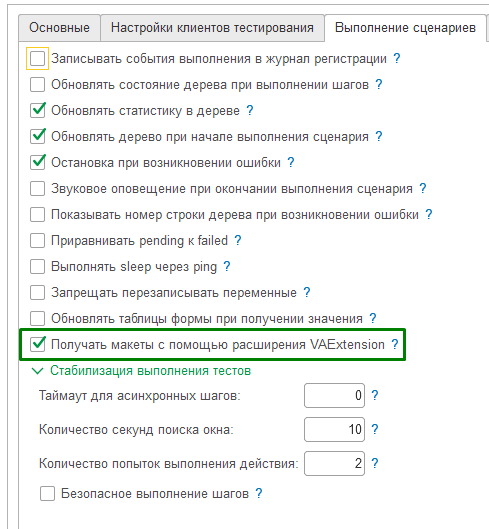 Основные Настройки клиентов тестирования Выполнение сценариев
Записывать события выполнения в журнал регистрации ?
Обновлять состояние дерева при выполнении шагов ?
Обновлять статистику в дереве ?
Обновлять дерево при начале выполнения сценария ?
Остановка при возникновении ошибки ?
Звуковое оповещение при окончании выполнения сценария ?
Показывать номер строки дерева при возникновении ошибки ?
Приравнивать pending к failed ?
Выполнять sleep через ping ?
Запрещать перезаписывать переменные ?
Обновлять таблицы формы при получении значения ?
Получать макеты с помощью расширения VAExtension ?
Стабилизация выполнения тестов
Таймаут для асинхронных шагов: 0 ?
Количество секунд поиска окна: 10 ?
Количество попыток выполнения действия: 2 ?
Безопасное выполнение шагов ?